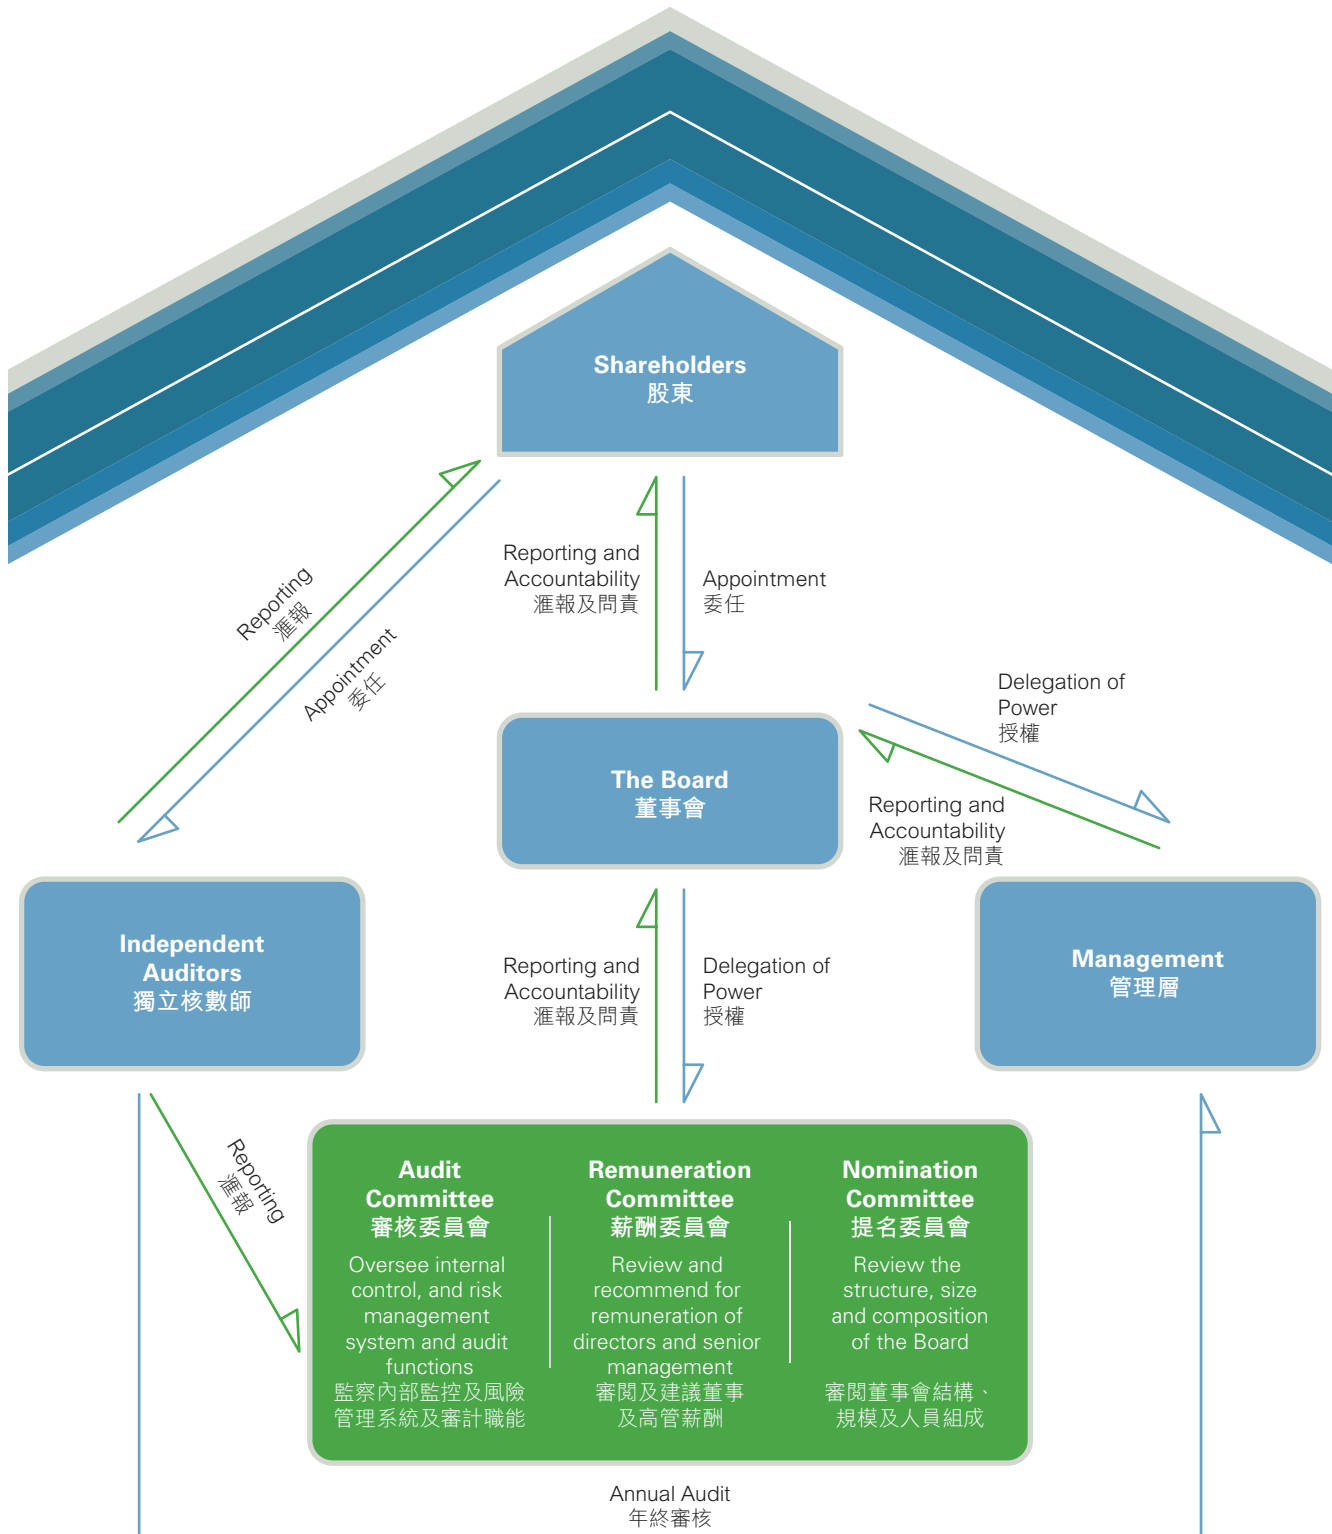 Shareholders
股東
Reporting
滙報
Appointment
委任
Reporting and
Accountability
滙報及問責
Appointment
委任
Delegation of
Power
授權
The Board
董事會
Reporting and
Accountability
滙報及問責
Independent
Auditors
獨立核數師
Reporting and
Accountability
滙報及問責
Delegation of
Power
授權
Management
管理層
Reporting
滙報
Audit
Committee
審核委員會
Oversee internal
control, and risk
management
system and audit
functions
監察內部監控及風險
管理系統及審計職能
Remuneration
Committee
薪酬委員會
Review and
recommend for
remuneration of
directors and senior
management
審閱及建議董事
及高管薪酬
Nomination
Committee
提名委員會
Review the
structure, size
and composition
of the Board
審閱董事會結構、
規模及人員組成
Annual Audit
年終審核